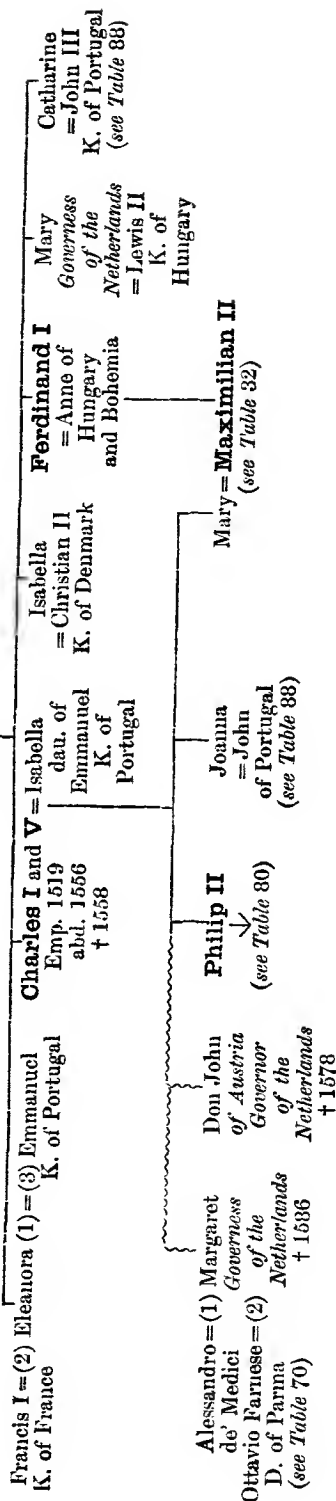 Francis I=(2) Eleanora (1)=(3) Emmanuel
K. of France
K. of Portugal
Charles I and V=Isabella
Emp. 1519
abd. 1556
†1558
dau. of
Emmanuel
K. of
Portugal
Isabella
=Christian II
K. of Denmark
Ferdinand I
=Anne of
Hungary
and Bohemia
Mary
Governess
of the
Netherlands
=Lewis II
K. of
Hungary
Catharine
=John III
K. of Portugal
(see Table 88)
Alessandro=(1) Margaret
de' Medici
Ottavio Farnese=(2)
D. of Parma
(see Table 70)
Governess
of the
Netherlands
†1586
Don John
of Austria
Governor
of the
Netherlands
†1578
Philip II
(see Table 80)
Joanna
=John
of Portugal
(see Table 88)
Mary=Maximilian II
(see Table 32)